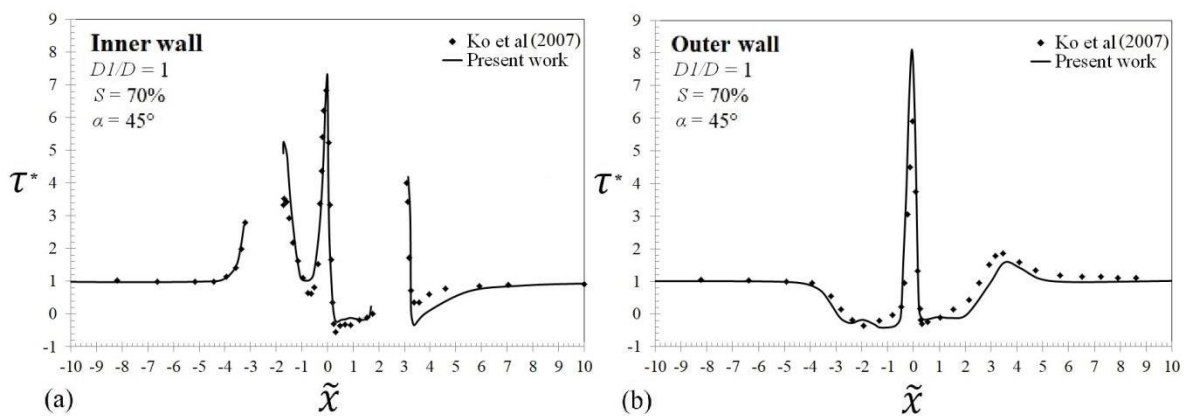 9
8
7
6
5
4
3
2
1
0
-1
τ*
Inner wall
D1/D = 1
S = 70%
α = 45°
Ko et al (2007)
Present work
-10 -9 -8 -7 -6 -5 -4 -3 -2 -1 0 1 2 3 4 5 6 7 8 9 10
(a)
x̃
9
8
7
6
5
4
3
2
1
0
-1
τ*
Outer wall
D1/D = 1
S = 70%
α = 45°
Ko et al (2007)
Present work
-10 -9 -8 -7 -6 -5 -4 -3 -2 -1 0 1 2 3 4 5 6 7 8 9 10
(b)
x̃